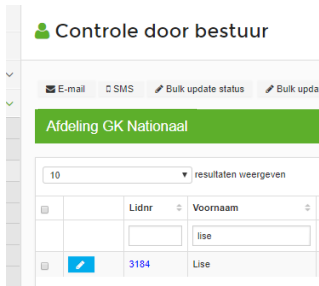 Controle door bestuur
E-mail SMS Bulk update status Bulk upda
Afdeling GK Nationaal
10 resultaten weergeven
Lidnr Voornaam
lise
3184 Lise